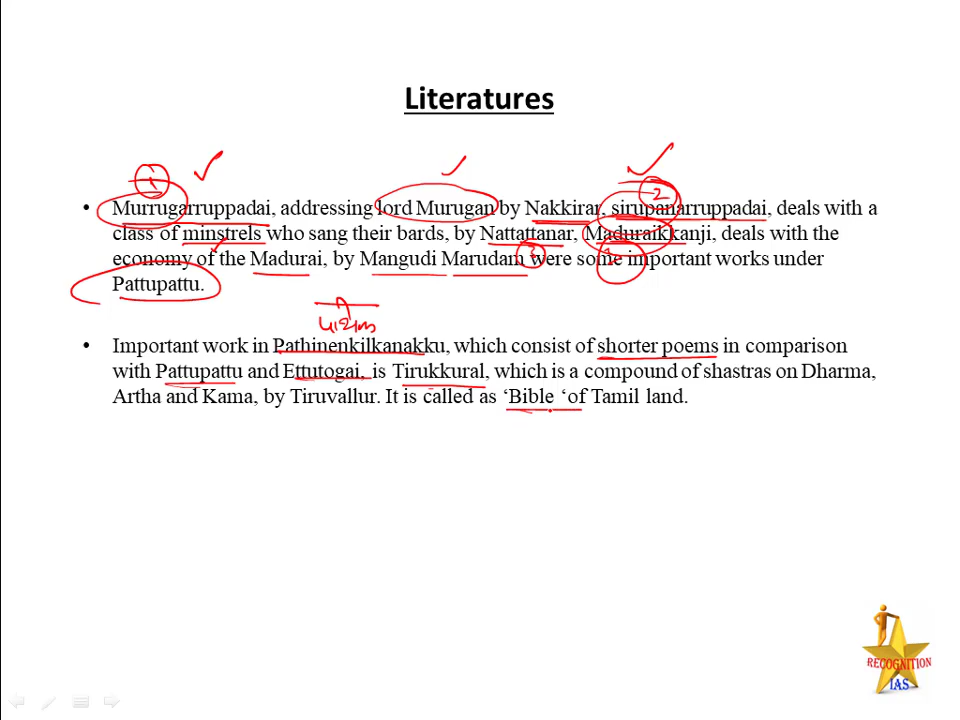 Literatures
• Murrugarruppadai, addressing lord Murugan by Nakkirar, sirupanarruppadai, deals with a
class of minstrels who sang their bards, by Nattattanar, Maduraikkanji, deals with the
economy of the Madurai, by Mangudi Marudam were some important works under
Pattupattu.
• Important work in Pathinenkilkanakku, which consist of shorter poems in comparison
with Pattupattu and Ettutogai, is Tirukkural, which is a compound of shastras on Dharma,
Artha and Kama, by Tiruvallur. It is called as ‘Bible ‘of Tamil land.
RECOGNITION
IAS